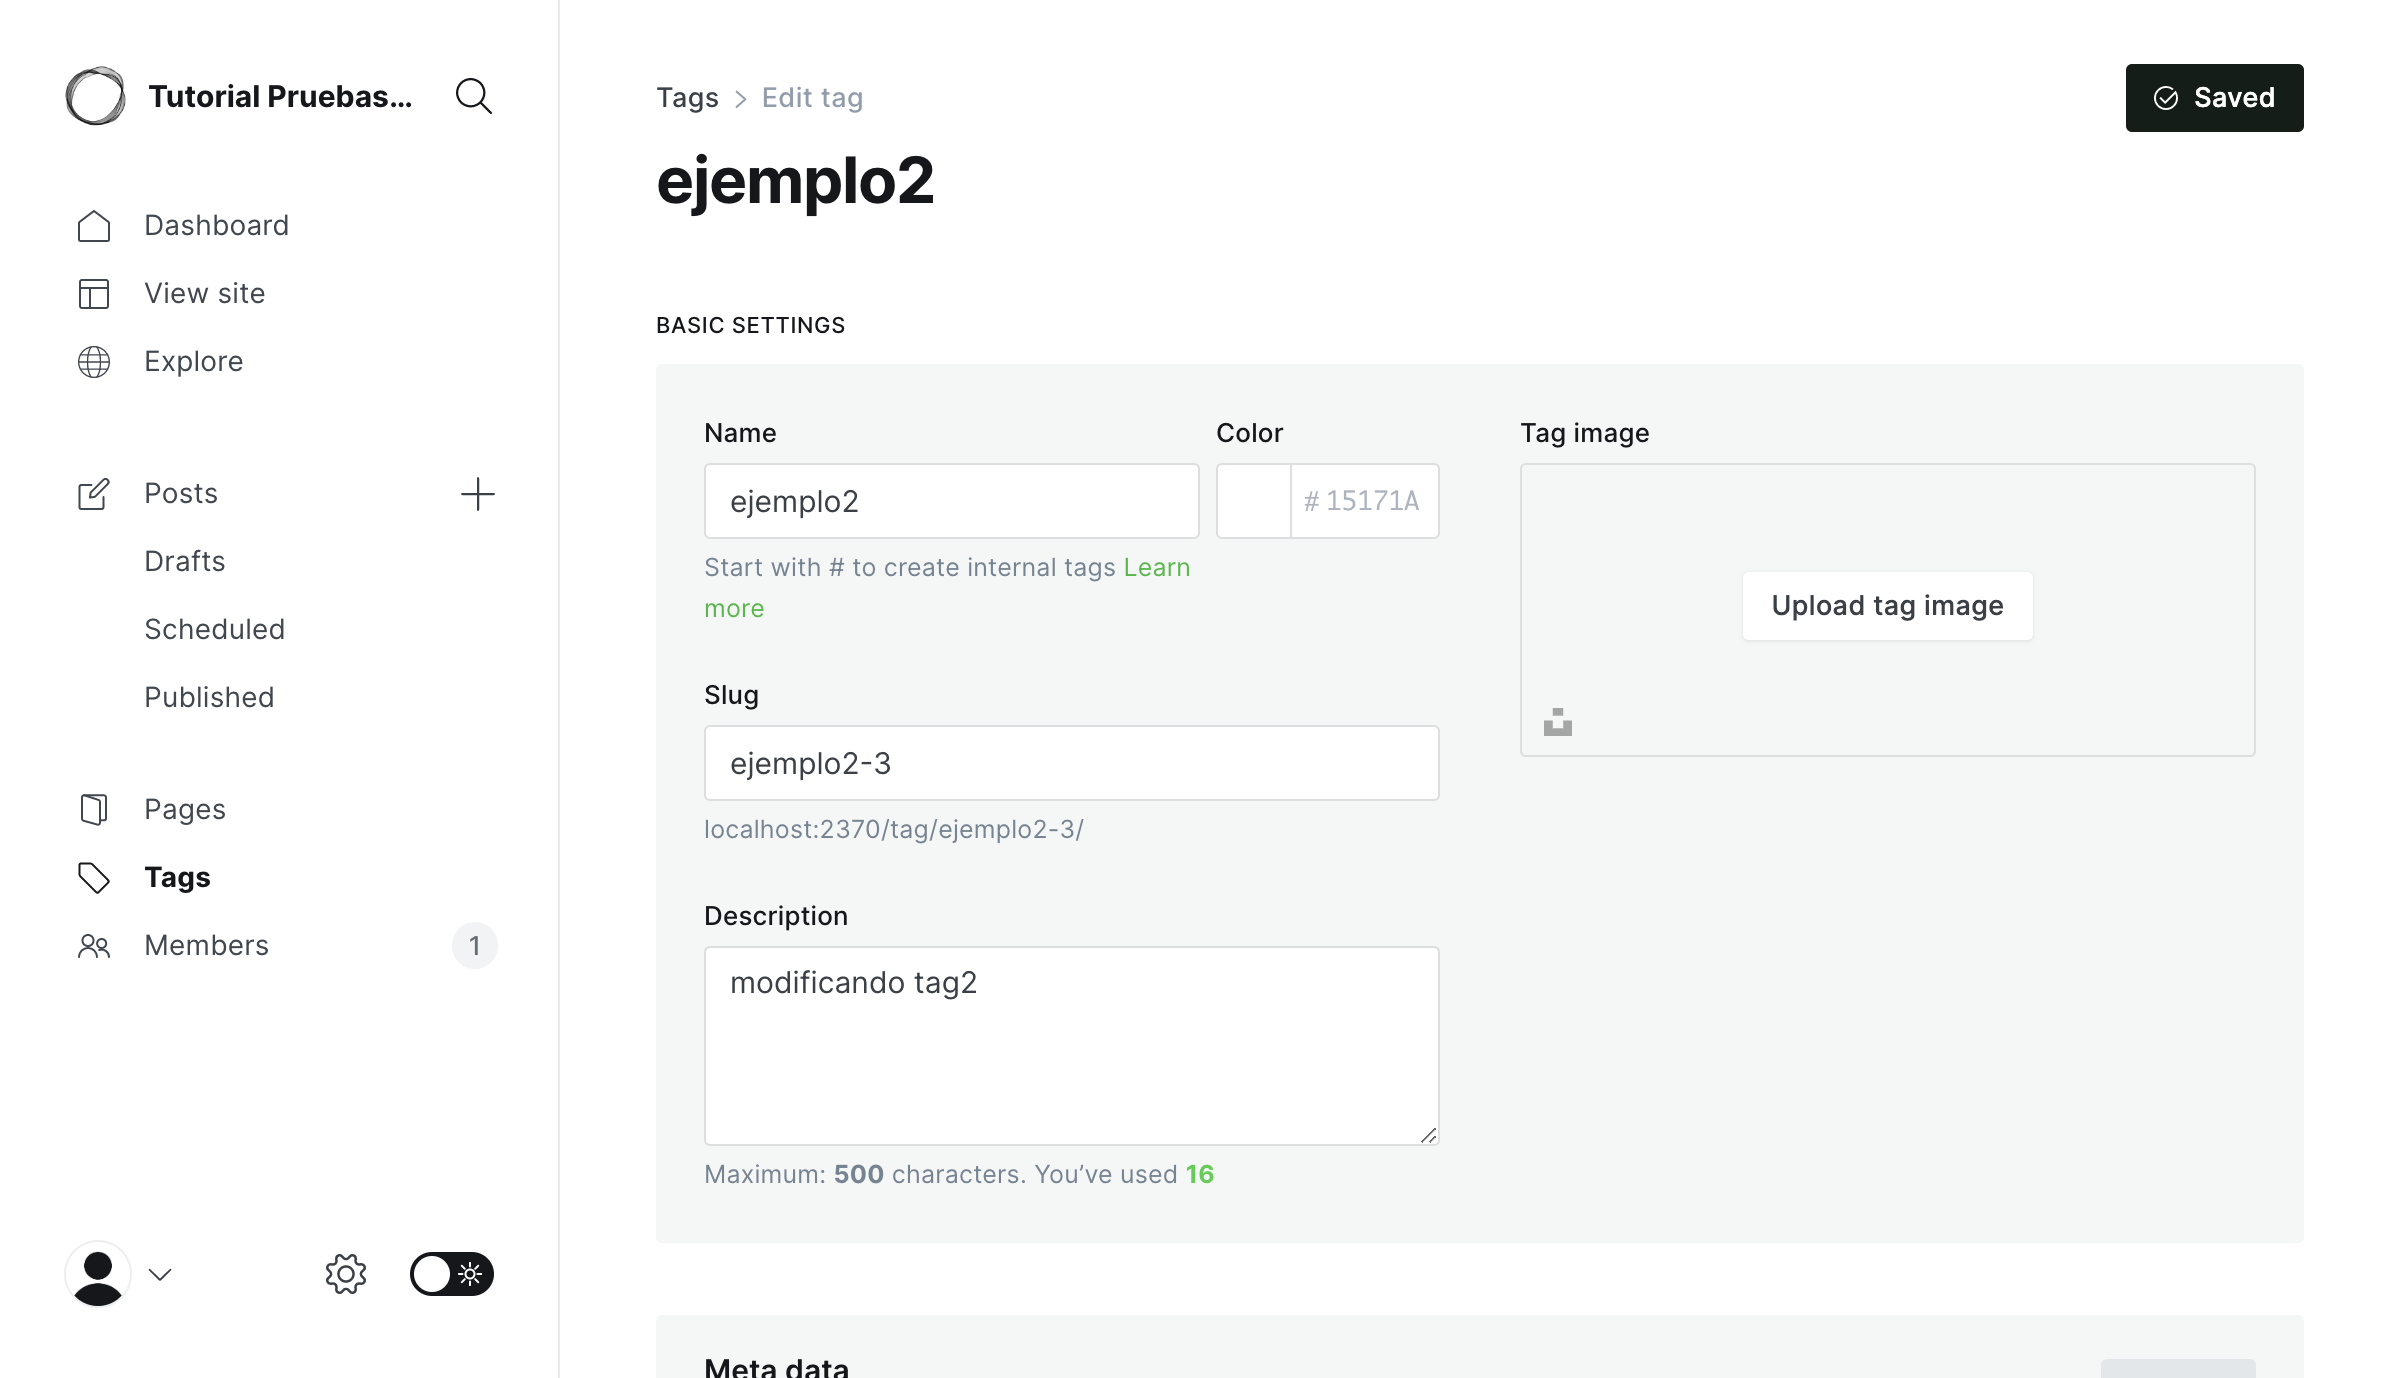 Tutorial Pruebas...
Dashboard
View site
Explore
Posts
Drafts
Scheduled
Published
Pages
Tags
Members 1
Tags > Edit tag
Saved
ejemplo2
BASIC SETTINGS
Name
ejemplo2
Start with # to create internal tags Learn
more
Color
# 15171A
Slug
ejemplo2-3
localhost:2370/tag/ejemplo2-3/
Description
modificando tag2
Maximum: 500 characters. You’ve used 16
Tag image
Upload tag image
Meta data